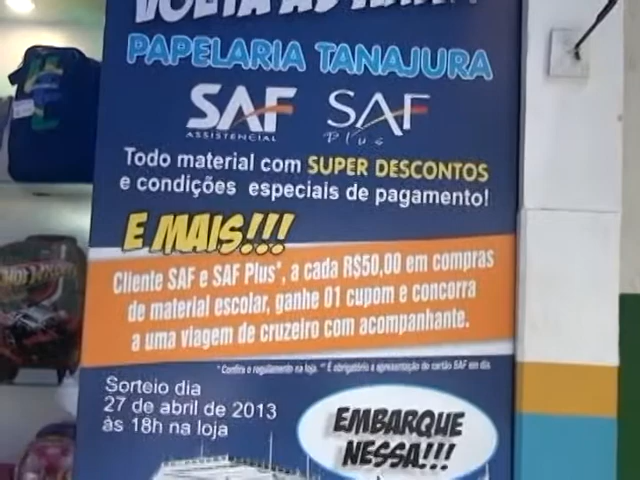 VOLTA ÀS
PAPELARIA TANAJURA
SAF SAF
ASSISTENCIAL Plus
Todo material com SUPER DESCONTOS
e condições especiais de pagamento!
E MAIS!!!
Cliente SAF e SAF Plus*, a cada R$50,00 em compras
de material escolar, ganhe 01 cupom e concorra
a uma viagem de cruzeiro com acompanhante.
* Confira o regulamento na loja. ** É obrigatório a apresentação do cartão SAF em dia
Sorteio dia
27 de abril de 2013
às 18h na loja
EMBARQUE
NESSA!!!